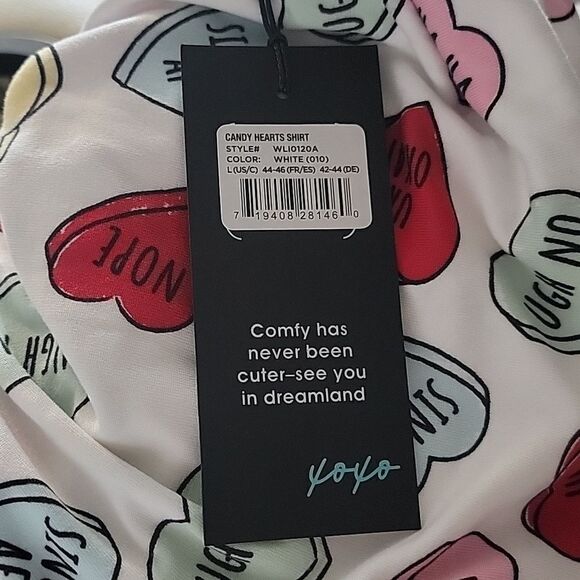 CANDY HEARTS SHIRT
STYLE# WLI0120A
COLOR: WHITE (010)
L(US/C) 44-46(FR/ES) 42-44(DE)
7 19408 28146 0
Comfy has
never been
cuter–see you
in dreamland
xoxo
NOPE
UGH NO
UGH